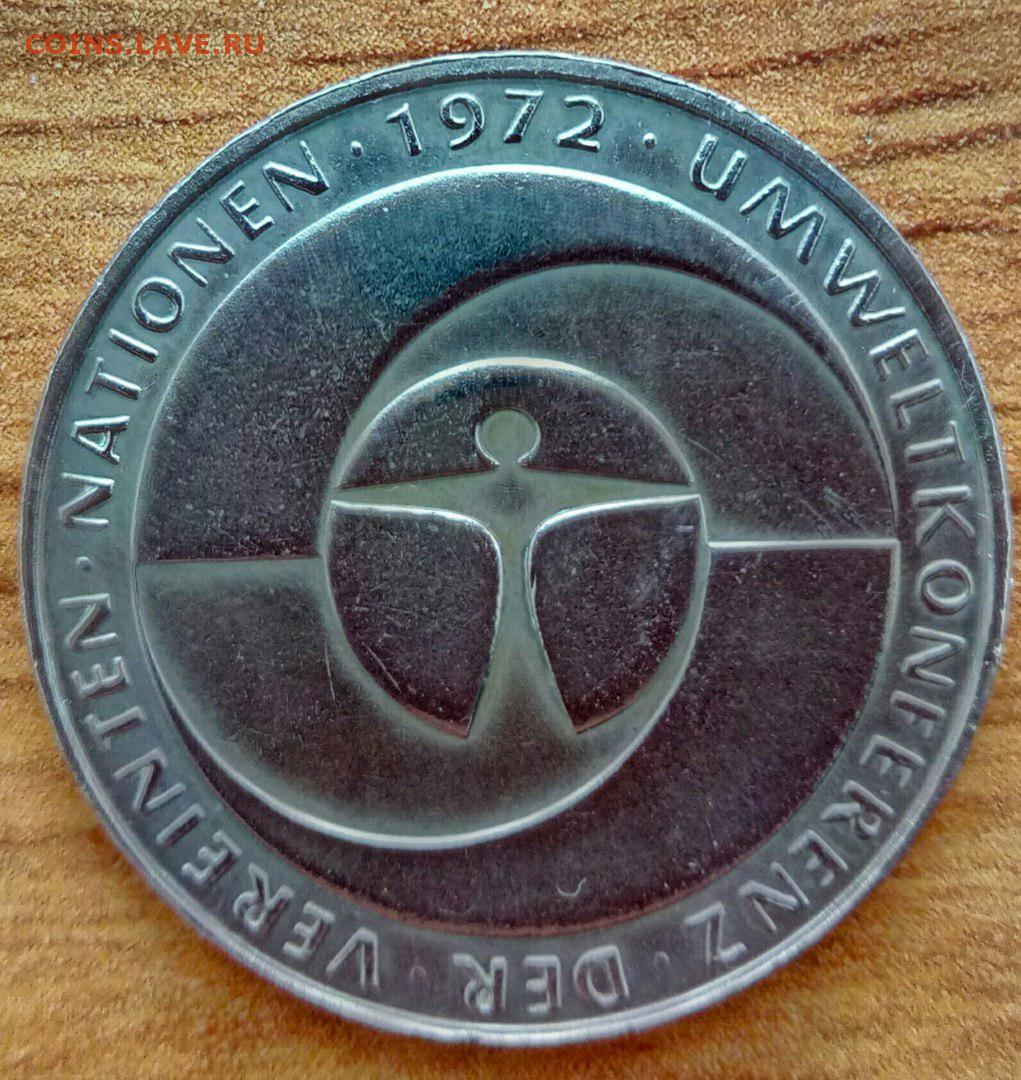 COINS.LAVE.RU
1972 · UMWELTKONFERENZ · DER · VEREINTEN · NATIONEN ·